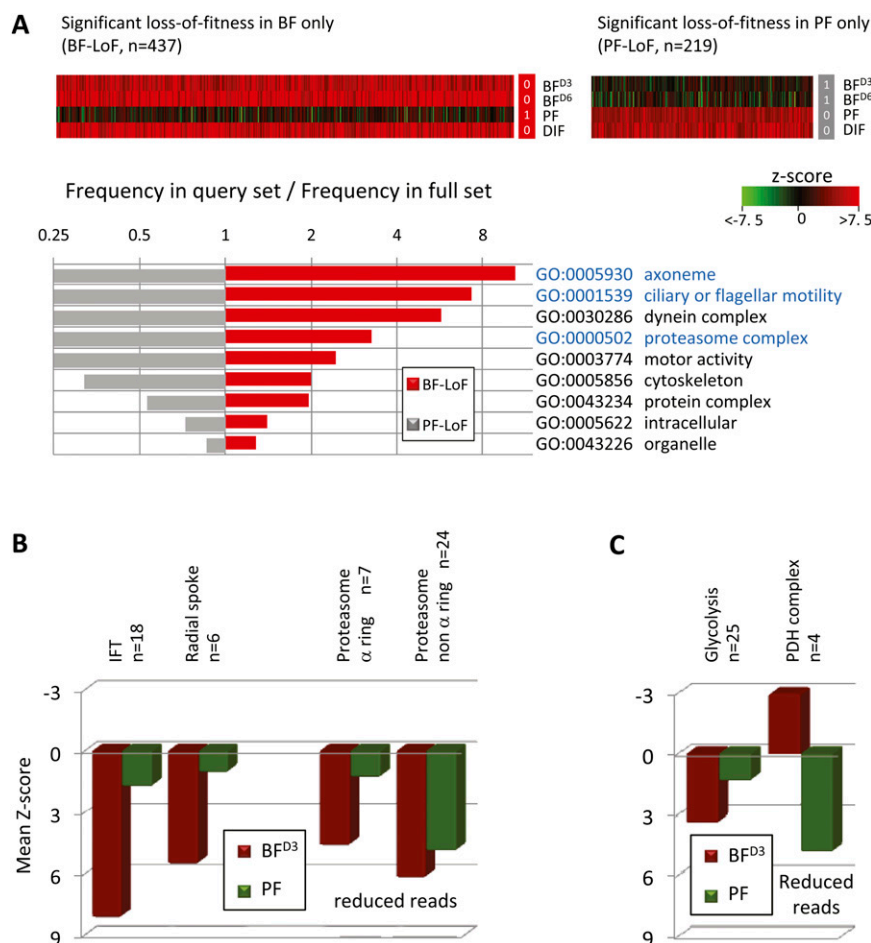 A
Significant loss-of-fitness in BF only
(BF-LoF, n=437)
Significant loss-of-fitness in PF only
(PF-LoF, n=219)
0 BF^D3
0 BF^D6
1 PF
0 DIF
1 BF^D3
1 BF^D6
0 PF
0 DIF
Frequency in query set / Frequency in full set
z-score
<-7.5 0 >7.5
0.25 0.5 1 2 4 8
GO:0005930 axoneme
GO:0001539 ciliary or flagellar motility
GO:0030286 dynein complex
GO:0000502 proteasome complex
GO:0003774 motor activity
GO:0005856 cytoskeleton
GO:0043234 protein complex
GO:0005622 intracellular
GO:0043226 organelle
BF-LoF
PF-LoF
B
IFT
n=18
Radial spoke
n=6
Proteasome
α ring n=7
Proteasome
non α ring n=24
Mean Z-score
-3
0
3
6
9
BF^D3
PF
reduced reads
C
Glycolysis
n=25
PDH complex
n=4
-3
0
3
6
9
BF^D3
PF
Reduced
reads